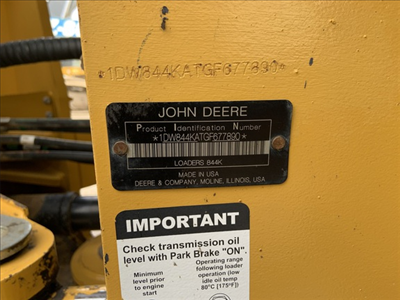 *1DW844KATGF677890*
JOHN DEERE
Product Identification Number
*1DW844KATGF677890*
LOADERS 844K
MADE IN USA
DEERE & COMPANY, MOLINE, ILLINOIS, USA
IMPORTANT
Check transmission oil
level with Park Brake "ON"
Minimum
level prior
to engine
start
Operating range
following loader
operation (low
idle oil temp
80°C [175°F])